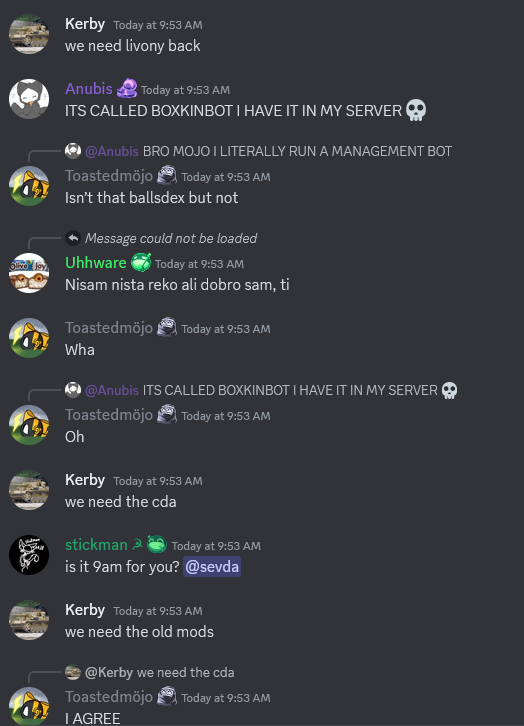 Kerby Today at 9:53 AM
we need livony back
Anubis Today at 9:53 AM
ITS CALLED BOXKINBOT I HAVE IT IN MY SERVER 💀
@Anubis BRO MOJO I LITERALLY RUN A MANAGEMENT BOT
Toastedmöjo Today at 9:53 AM
Isn't that ballsdex but not
Message could not be loaded
Uhhware Today at 9:53 AM
Nisam nista reko ali dobro sam, ti
Toastedmöjo Today at 9:53 AM
Wha
@Anubis ITS CALLED BOXKINBOT I HAVE IT IN MY SERVER 💀
Toastedmöjo Today at 9:53 AM
Oh
Kerby Today at 9:53 AM
we need the cda
stickman ☭ Today at 9:53 AM
is it 9am for you? @sevda
Kerby Today at 9:53 AM
we need the old mods
@Kerby we need the cda
Toastedmöjo Today at 9:53 AM
I AGREE